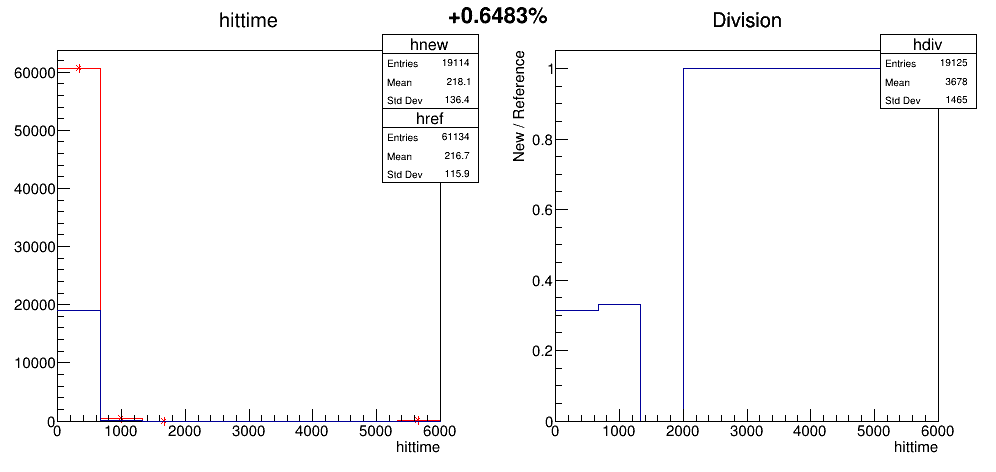 +0.6483%
hittime
hnew
Entries 19114
Mean 218.1
Std Dev 136.4
href
Entries 61134
Mean 216.7
Std Dev 115.9
60000
50000
40000
30000
20000
10000
0
0 1000 2000 3000 4000 5000 6000
hittime
Division
hdiv
Entries 19125
Mean 3678
Std Dev 1465
New / Reference
1
0.8
0.6
0.4
0.2
0
0 1000 2000 3000 4000 5000 6000
hittime